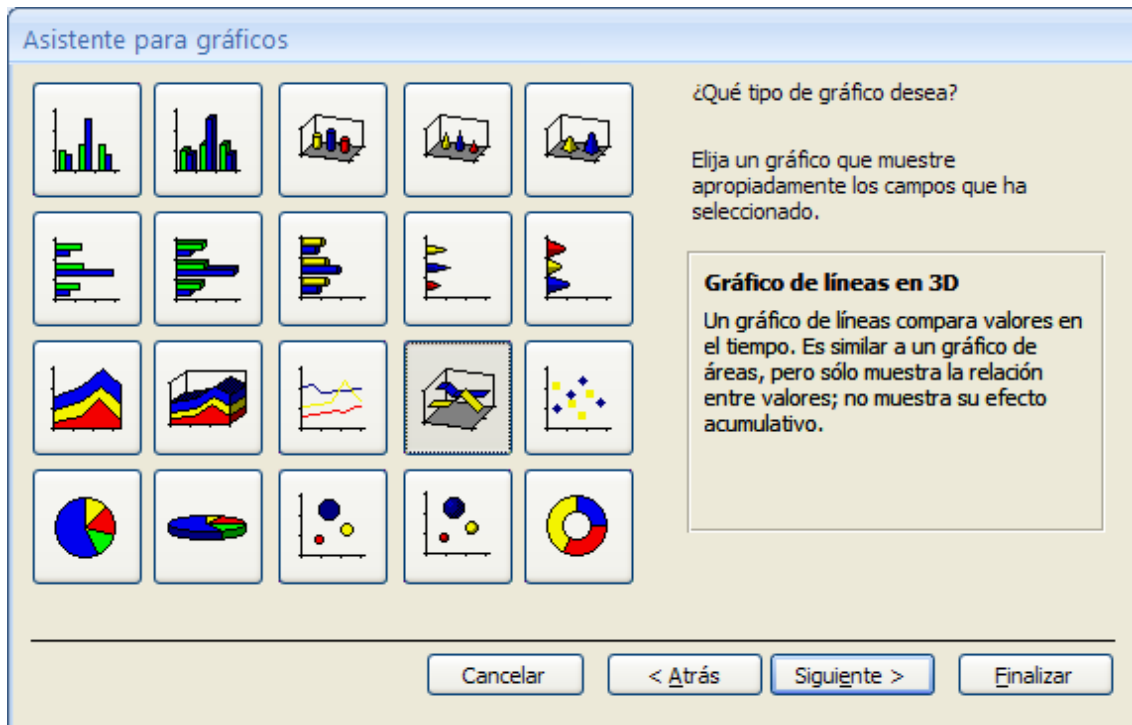 Asistente para gráficos
¿Qué tipo de gráfico desea?
Elija un gráfico que muestre
apropiadamente los campos que ha
seleccionado.
Gráfico de líneas en 3D
Un gráfico de líneas compara valores en
el tiempo. Es similar a un gráfico de
áreas, pero sólo muestra la relación
entre valores; no muestra su efecto
acumulativo.
Cancelar
< Atrás
Siguiente >
Finalizar